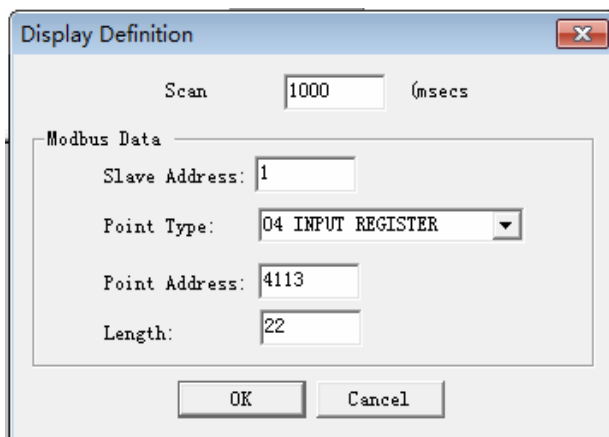 Display Definition
Scan 1000 (msecs
Modbus Data
Slave Address: 1
Point Type: 04 INPUT REGISTER
Point Address: 4113
Length: 22
OK Cancel